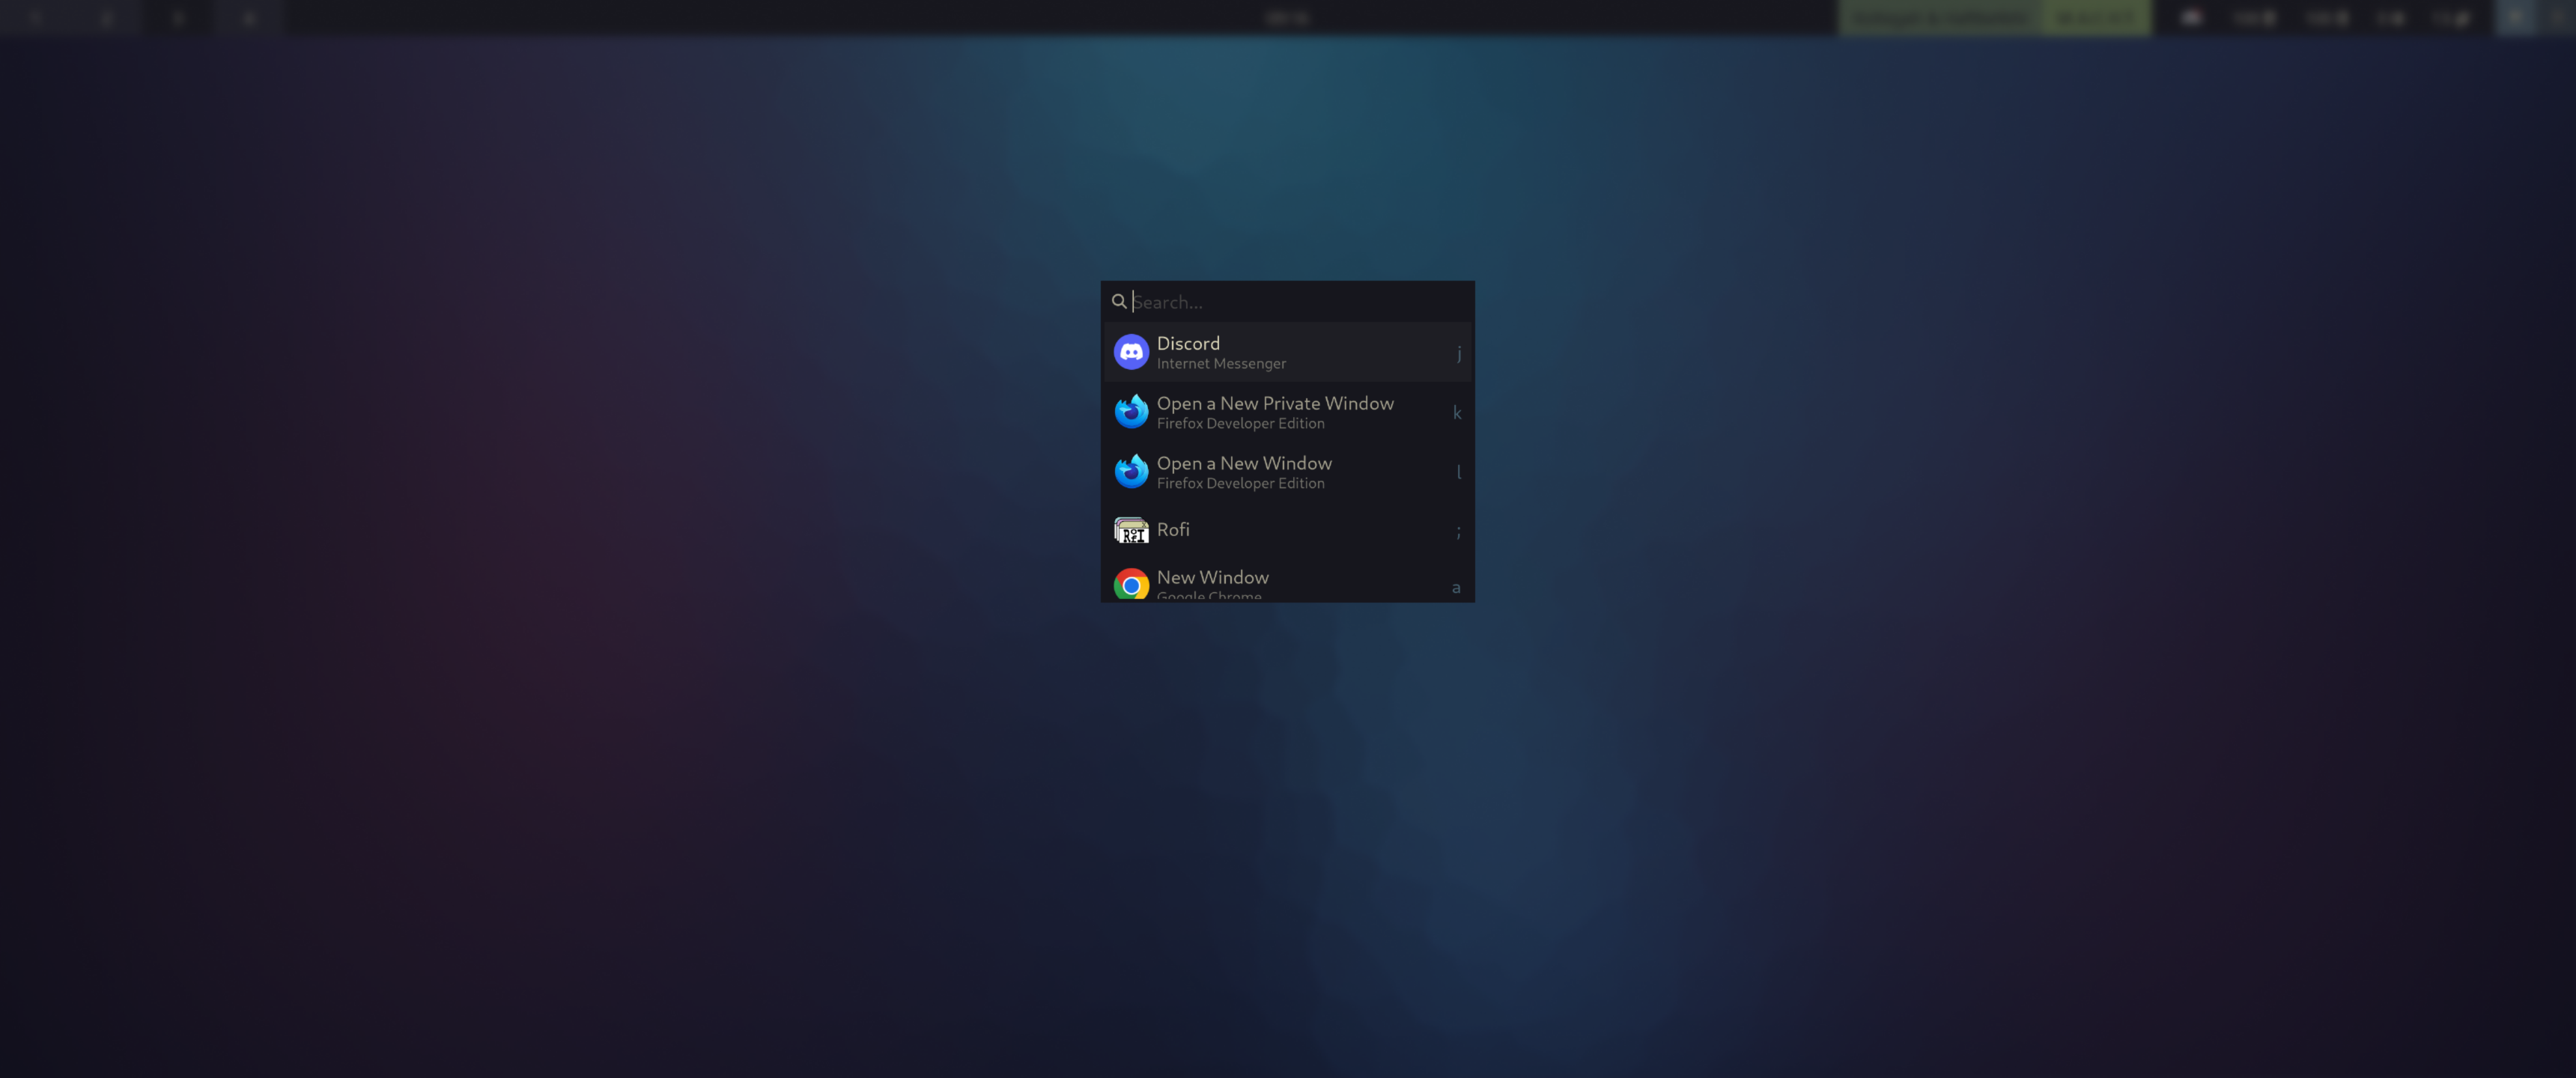 Search...
Discord
Internet Messenger
j
Open a New Private Window
Firefox Developer Edition
k
Open a New Window
Firefox Developer Edition
l
Rofi
;
New Window
Google Chrome
a